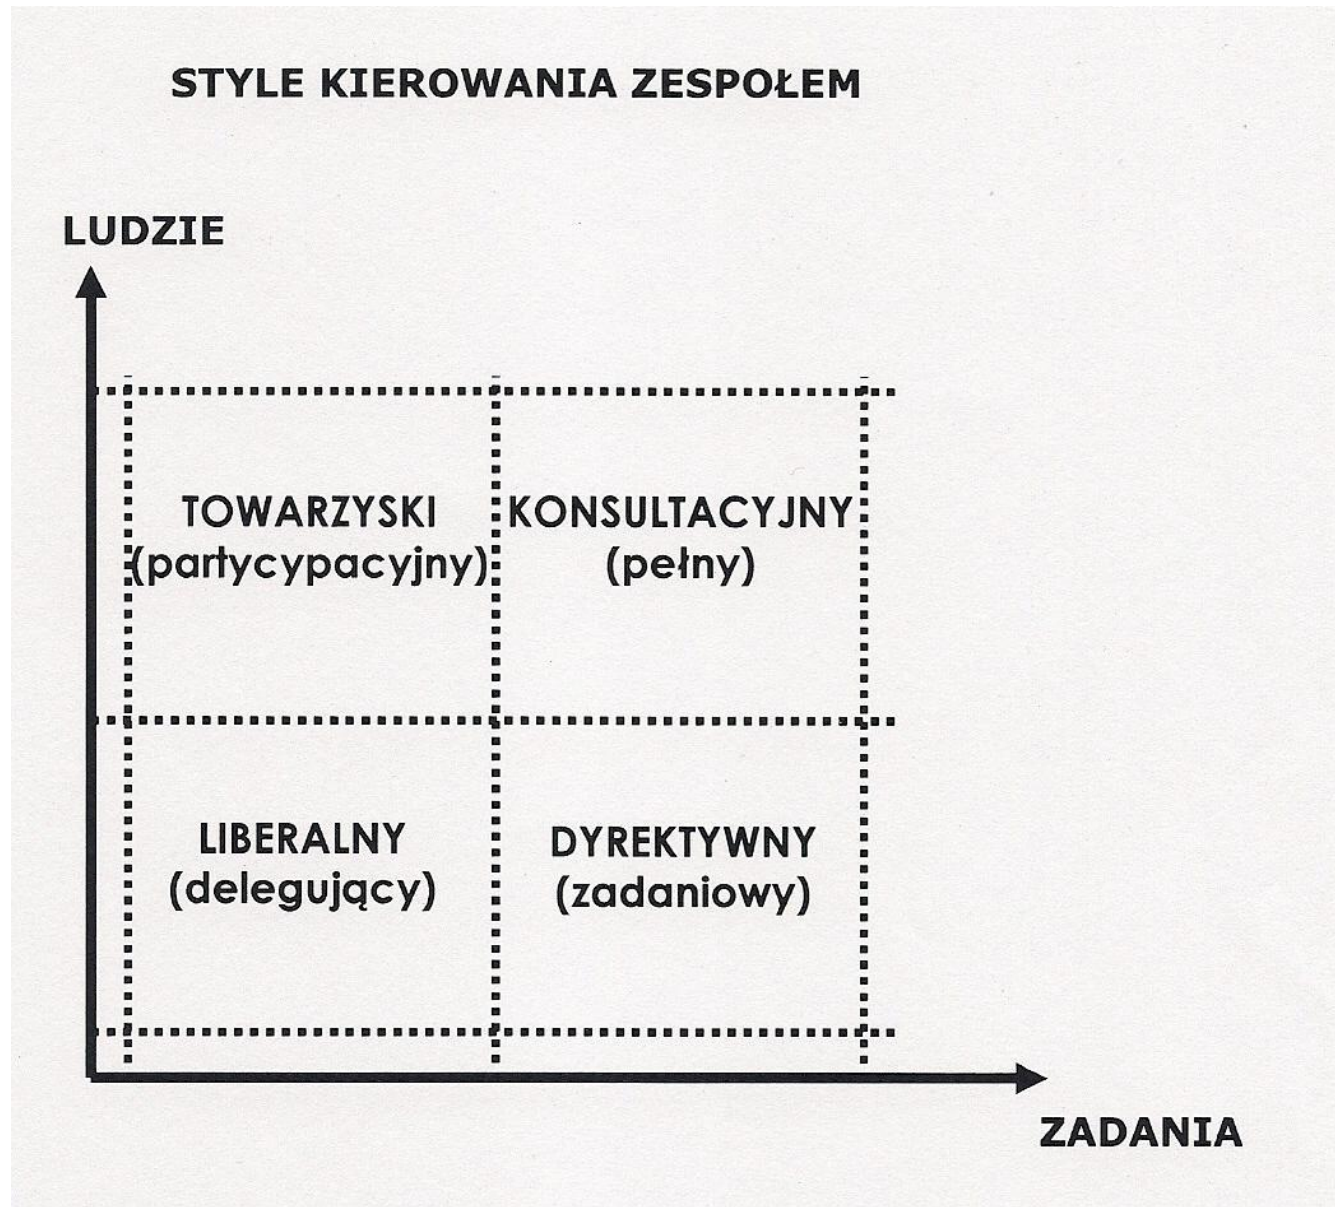 STYLE KIEROWANIA ZESPOŁEM
LUDZIE
TOWARZYSKI
(partycypacyjny)
KONSULTACYJNY
(pełny)
LIBERALNY
(delegujący)
DYREKTYWNY
(zadaniowy)
ZADANIA